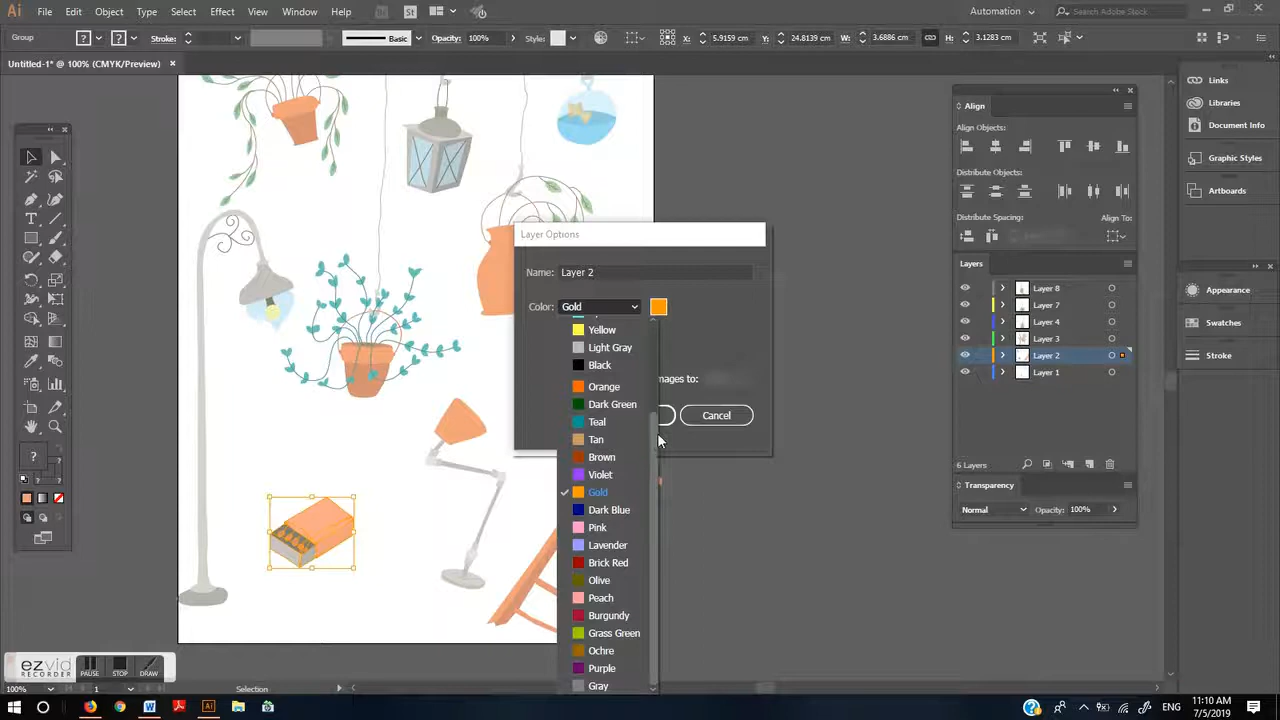 Ai File Edit Object Type Select Effect View Window Help St Automation Search Adobe Stock
Group ? ? Stroke: Basic Opacity: 100% Style: X: 5.9159 cm Y: 24.8139 cm W: 3.6886 cm H: 3.1283 cm
Untitled-1* @ 100% (CMYK/Preview)
Links
Libraries
Document Info
Graphic Styles
Artboards
Appearance
Swatches
Stroke
Align
Align Objects:
Distribute Objects:
Distribute Spacing: Align To:
Layers
Layer 8
Layer 7
Layer 4
Layer 3
Layer 2
Layer 1
6 Layers
Transparency
Normal Opacity: 100%
Layer Options
Name: Layer 2
Color: Gold
Yellow
Light Gray
Black
Orange
Dark Green
Teal
Tan
Brown
Violet
Gold
Dark Blue
Pink
Lavender
Brick Red
Olive
Peach
Burgundy
Grass Green
Ochre
Purple
Gray
mages to:
Cancel
ezvid
RECORDER
PAUSE STOP DRAW
100% 1 Selection
ENG 11:10 AM
7/5/2019